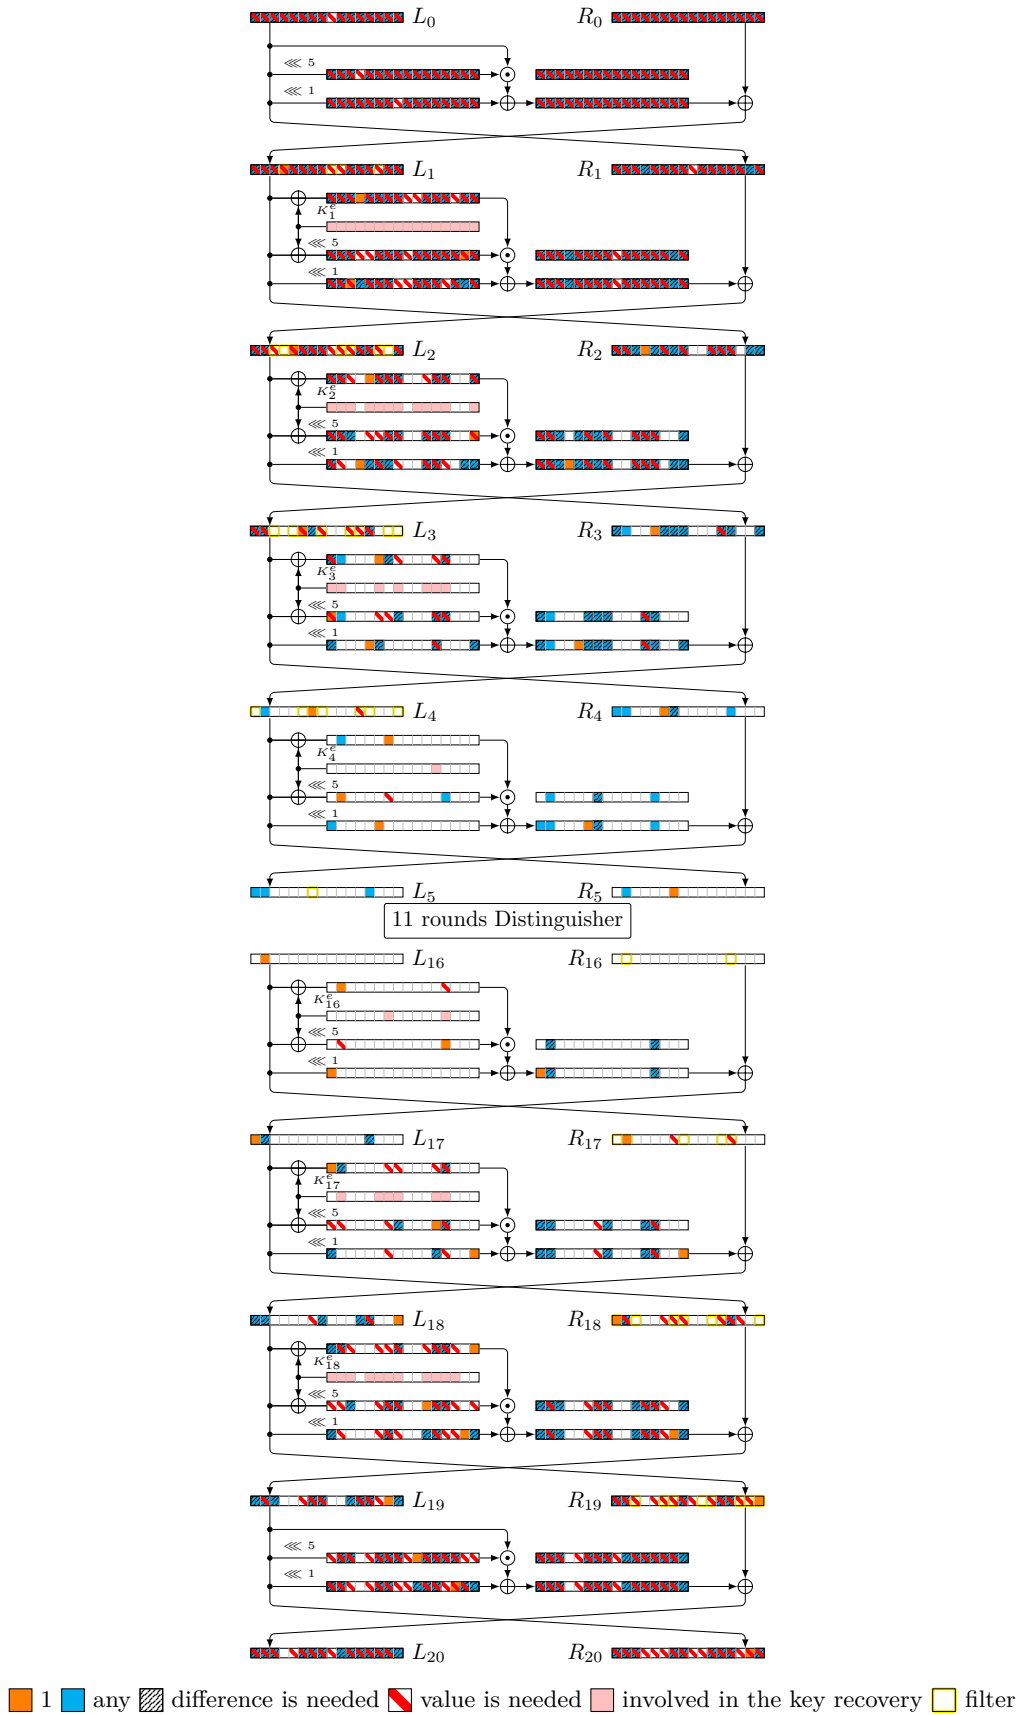 L₀ R₀
⋘ 5
⋘ 1
L₁ R₁
K₁ᵉ
⋘ 5
⋘ 1
L₂ R₂
K₂ᵉ
⋘ 5
⋘ 1
L₃ R₃
K₃ᵉ
⋘ 5
⋘ 1
L₄ R₄
K₄ᵉ
⋘ 5
⋘ 1
L₅ R₅
11 rounds Distinguisher
L₁₆ R₁₆
K₁₆ᵉ
⋘ 5
⋘ 1
L₁₇ R₁₇
K₁₇ᵉ
⋘ 5
⋘ 1
L₁₈ R₁₈
K₁₈ᵉ
⋘ 5
⋘ 1
L₁₉ R₁₉
⋘ 5
⋘ 1
L₂₀ R₂₀
1 any difference is needed value is needed involved in the key recovery filter